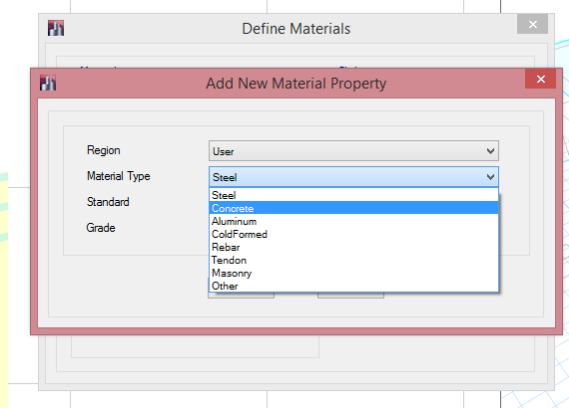 Define Materials
Add New Material Property
Region
User
Material Type
Steel
Standard
Grade
Steel
Concrete
Aluminum
ColdFormed
Rebar
Tendon
Masonry
Other